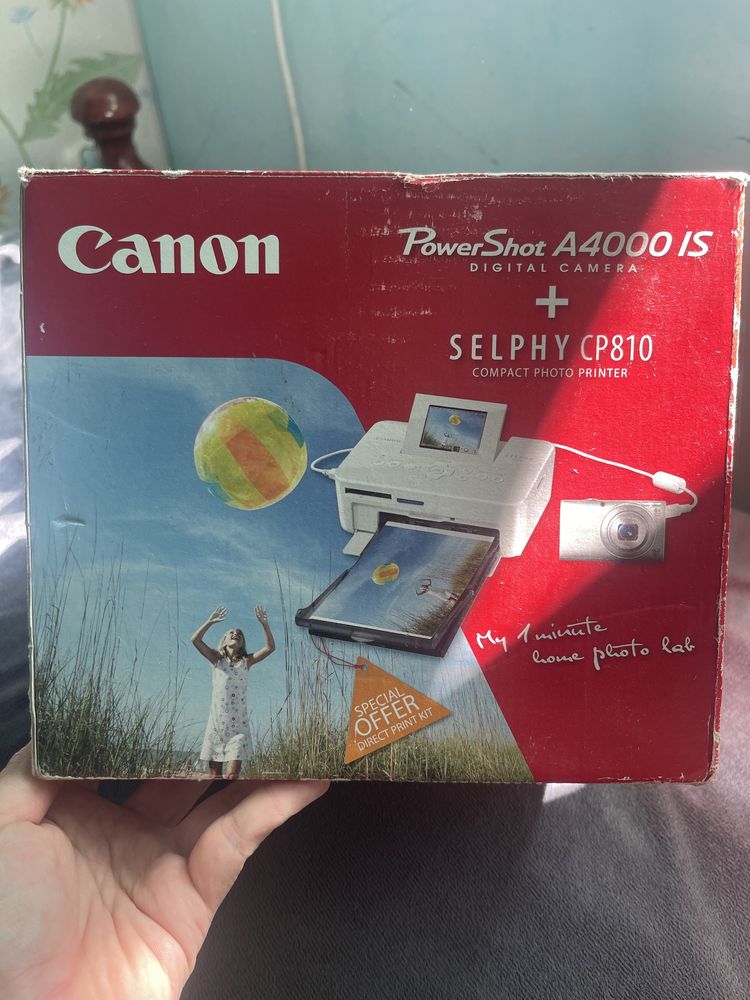 Canon
PowerShot A4000 IS
DIGITAL CAMERA
+
SELPHY CP810
COMPACT PHOTO PRINTER
My 1 minute
home photo lab
SPECIAL
OFFER
DIRECT PRINT KIT